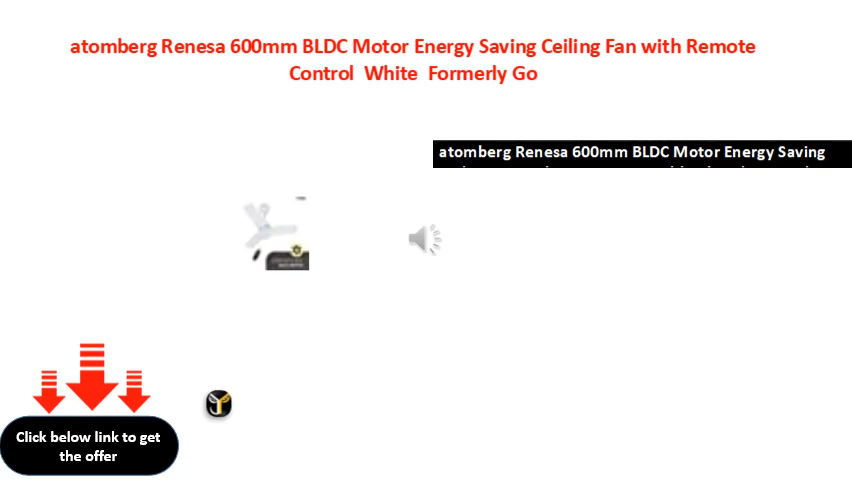 atomberg Renesa 600mm BLDC Motor Energy Saving Ceiling Fan with Remote
Control White Formerly Go
atomberg Renesa 600mm BLDC Motor Energy Saving
Click below link to get
the offer